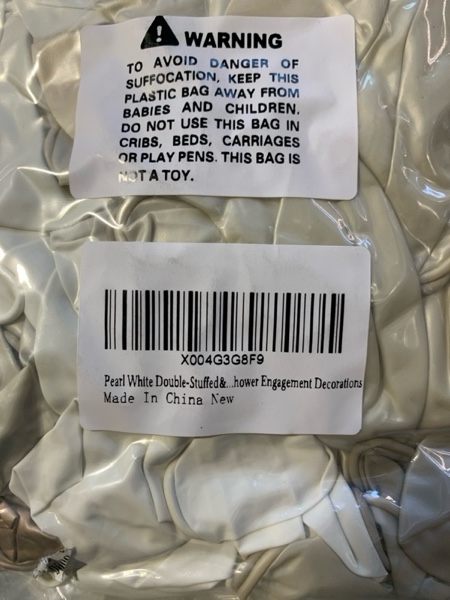 WARNING
TO AVOID DANGER OF
SUFFOCATION, KEEP THIS
PLASTIC BAG AWAY FROM
BABIES AND CHILDREN.
DO NOT USE THIS BAG IN
CRIBS, BEDS, CARRIAGES
OR PLAY PENS. THIS BAG IS
NOT A TOY.
X004G3G8F9
Pearl White Double-Stuffed&...hower Engagement Decorations
Made In China New